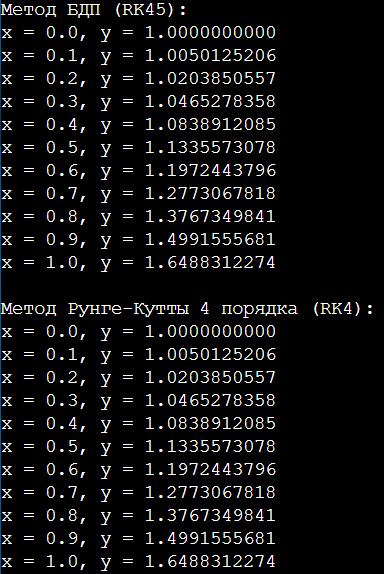 Метод БДП (RK45):
x = 0.0, y = 1.0000000000
x = 0.1, y = 1.0050125206
x = 0.2, y = 1.0203850557
x = 0.3, y = 1.0465278358
x = 0.4, y = 1.0838912085
x = 0.5, y = 1.1335573078
x = 0.6, y = 1.1972443796
x = 0.7, y = 1.2773067818
x = 0.8, y = 1.3767349841
x = 0.9, y = 1.4991555681
x = 1.0, y = 1.6488312274
Метод Рунге-Кутты 4 порядка (RK4):
x = 0.0, y = 1.0000000000
x = 0.1, y = 1.0050125206
x = 0.2, y = 1.0203850557
x = 0.3, y = 1.0465278358
x = 0.4, y = 1.0838912085
x = 0.5, y = 1.1335573078
x = 0.6, y = 1.1972443796
x = 0.7, y = 1.2773067818
x = 0.8, y = 1.3767349841
x = 0.9, y = 1.4991555681
x = 1.0, y = 1.6488312274